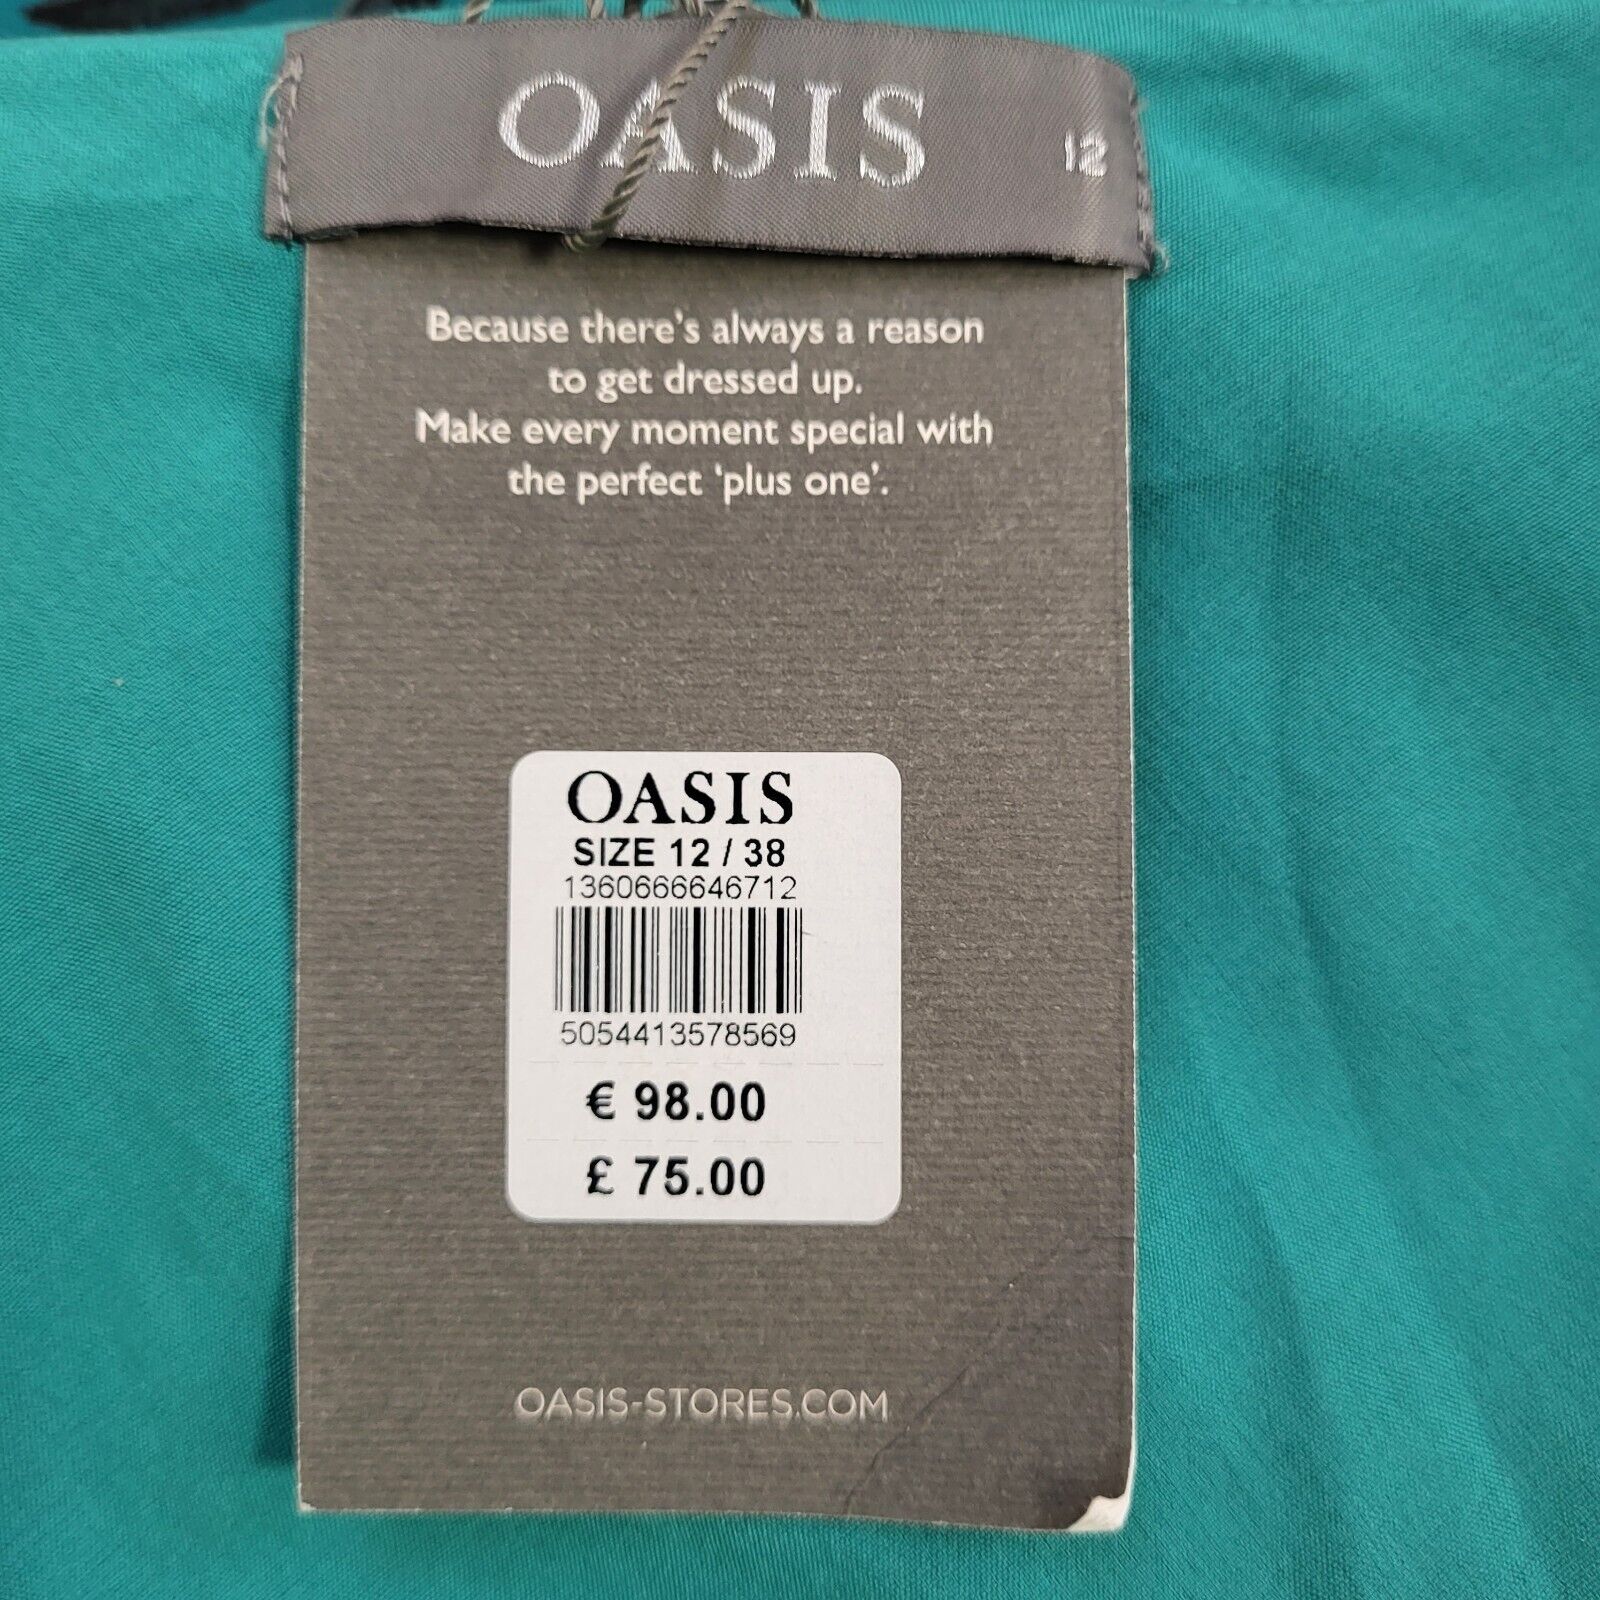 OASIS 12
Because there's always a reason
to get dressed up.
Make every moment special with
the perfect 'plus one'.
OASIS
SIZE 12 / 38
1360666646712
5054413578569
€ 98.00
£ 75.00
OASIS-STORES.COM